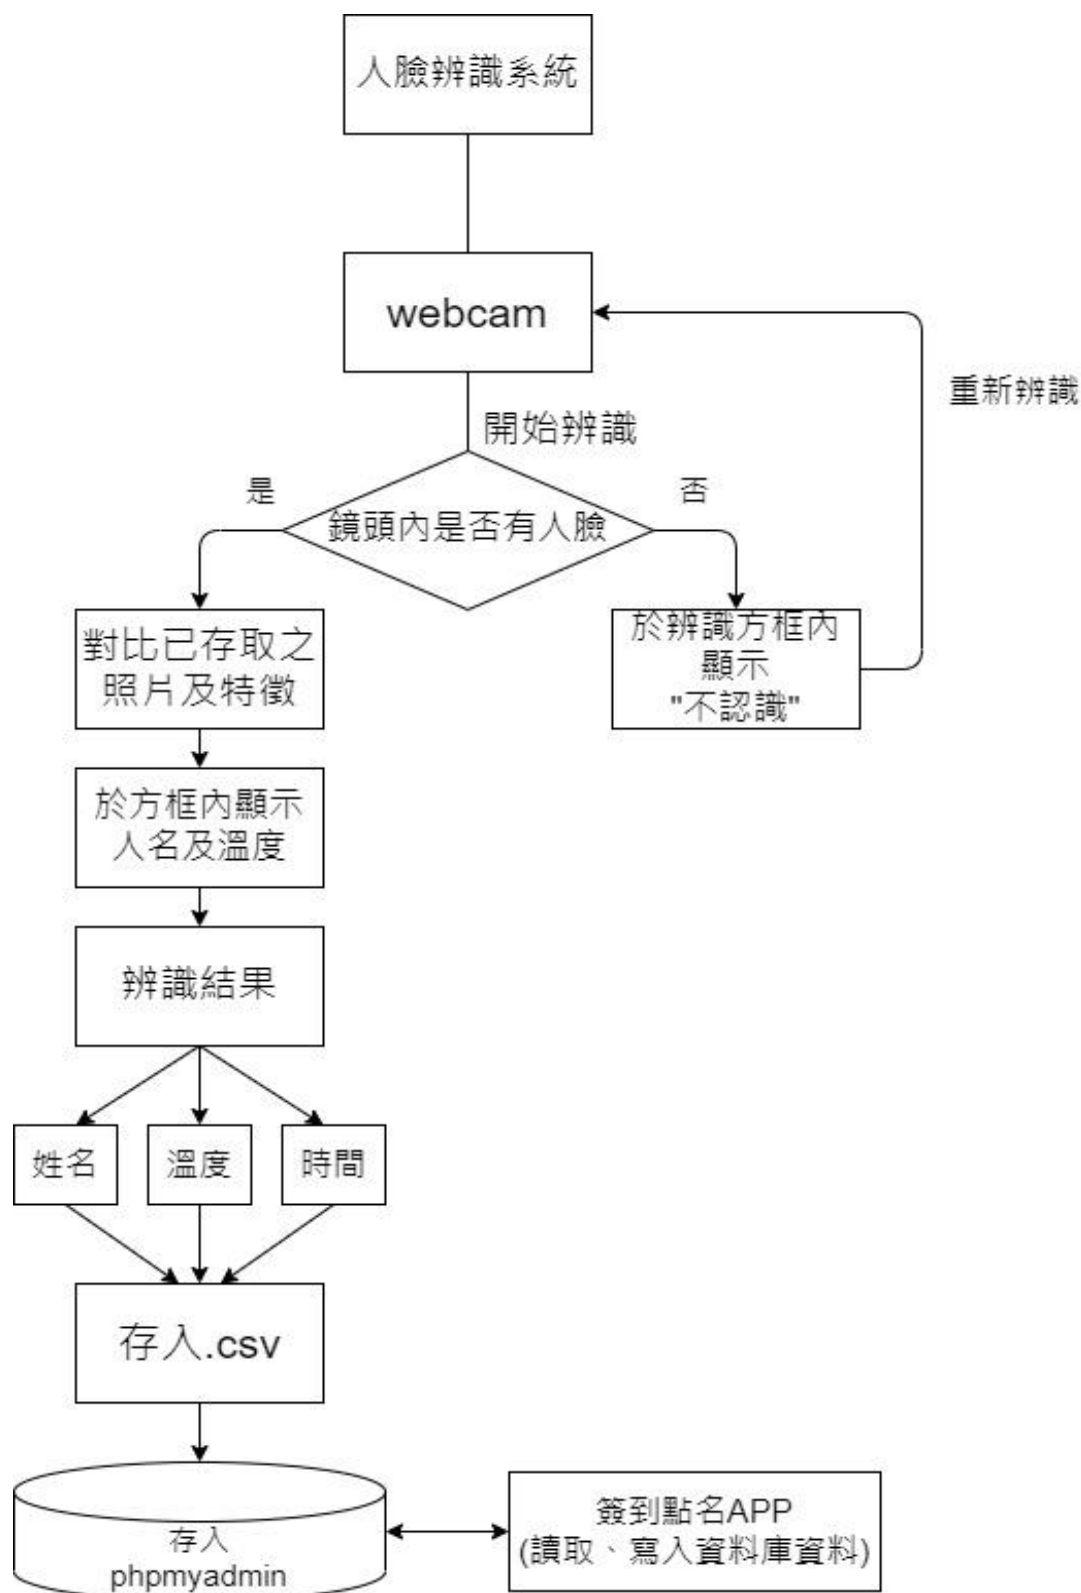 人臉辨識系統
webcam
重新辨識
開始辨識
是
否
鏡頭內是否有人臉
對比已存取之
照片及特徵
於辨識方框內
顯示
"不認識"
於方框內顯示
人名及溫度
辨識結果
姓名
溫度
時間
存入.csv
存入
phpmyadmin
簽到點名APP
(讀取、寫入資料庫資料)